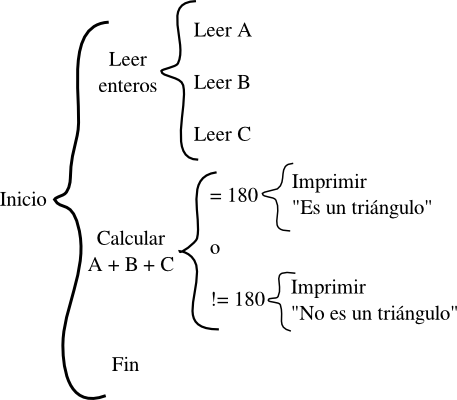 Inicio
Leer
enteros
Leer A
Leer B
Leer C
Calcular
A + B + C
= 180
Imprimir
"Es un triángulo"
o
!= 180
Imprimir
"No es un triángulo"
Fin